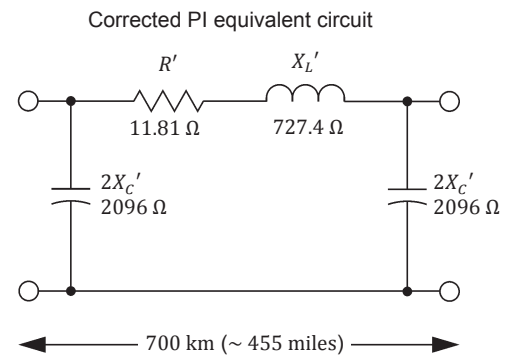 Corrected PI equivalent circuit
R′
X_L′
11.81 Ω
727.4 Ω
2X_C′
2096 Ω
2X_C′
2096 Ω
700 km (~ 455 miles)